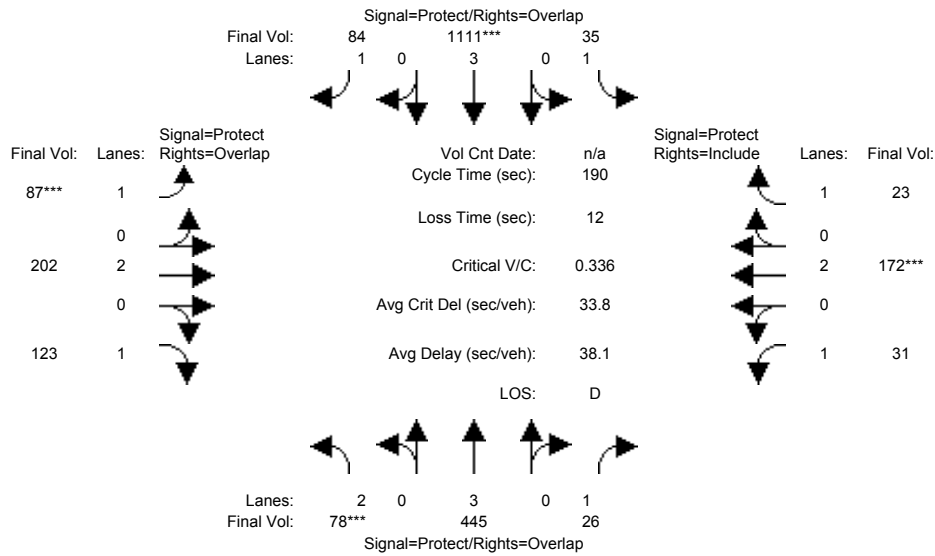 Signal=Protect/Rights=Overlap
Final Vol: 84 1111*** 35
Lanes: 1 0 3 0 1
Signal=Protect Signal=Protect
Final Vol: Lanes: Rights=Overlap Vol Cnt Date: n/a Rights=Include Lanes: Final Vol:
Cycle Time (sec): 190
87*** 1 1 23
Loss Time (sec): 12
0 0
202 2 Critical V/C: 0.336 2 172***
0 Avg Crit Del (sec/veh): 33.8 0
123 1 Avg Delay (sec/veh): 38.1 1 31
LOS: D
Lanes: 2 0 3 0 1
Final Vol: 78*** 445 26
Signal=Protect/Rights=Overlap